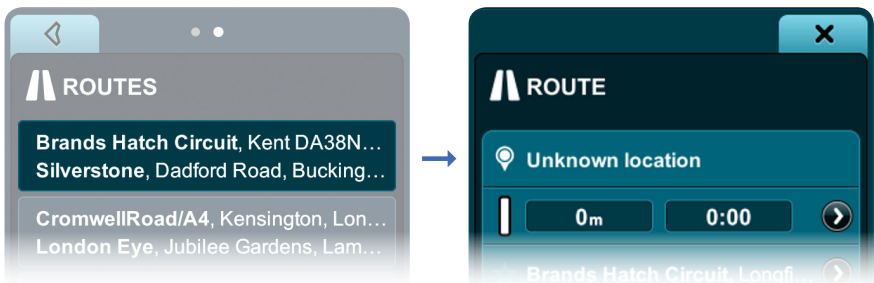 ROUTES
Brands Hatch Circuit, Kent DA38N...
Silverstone, Dadford Road, Bucking...
CromwellRoad/A4, Kensington, Lon...
London Eye, Jubilee Gardens, Lam...
ROUTE
Unknown location
0m 0:00
Brands Hatch Circuit, Longfi...